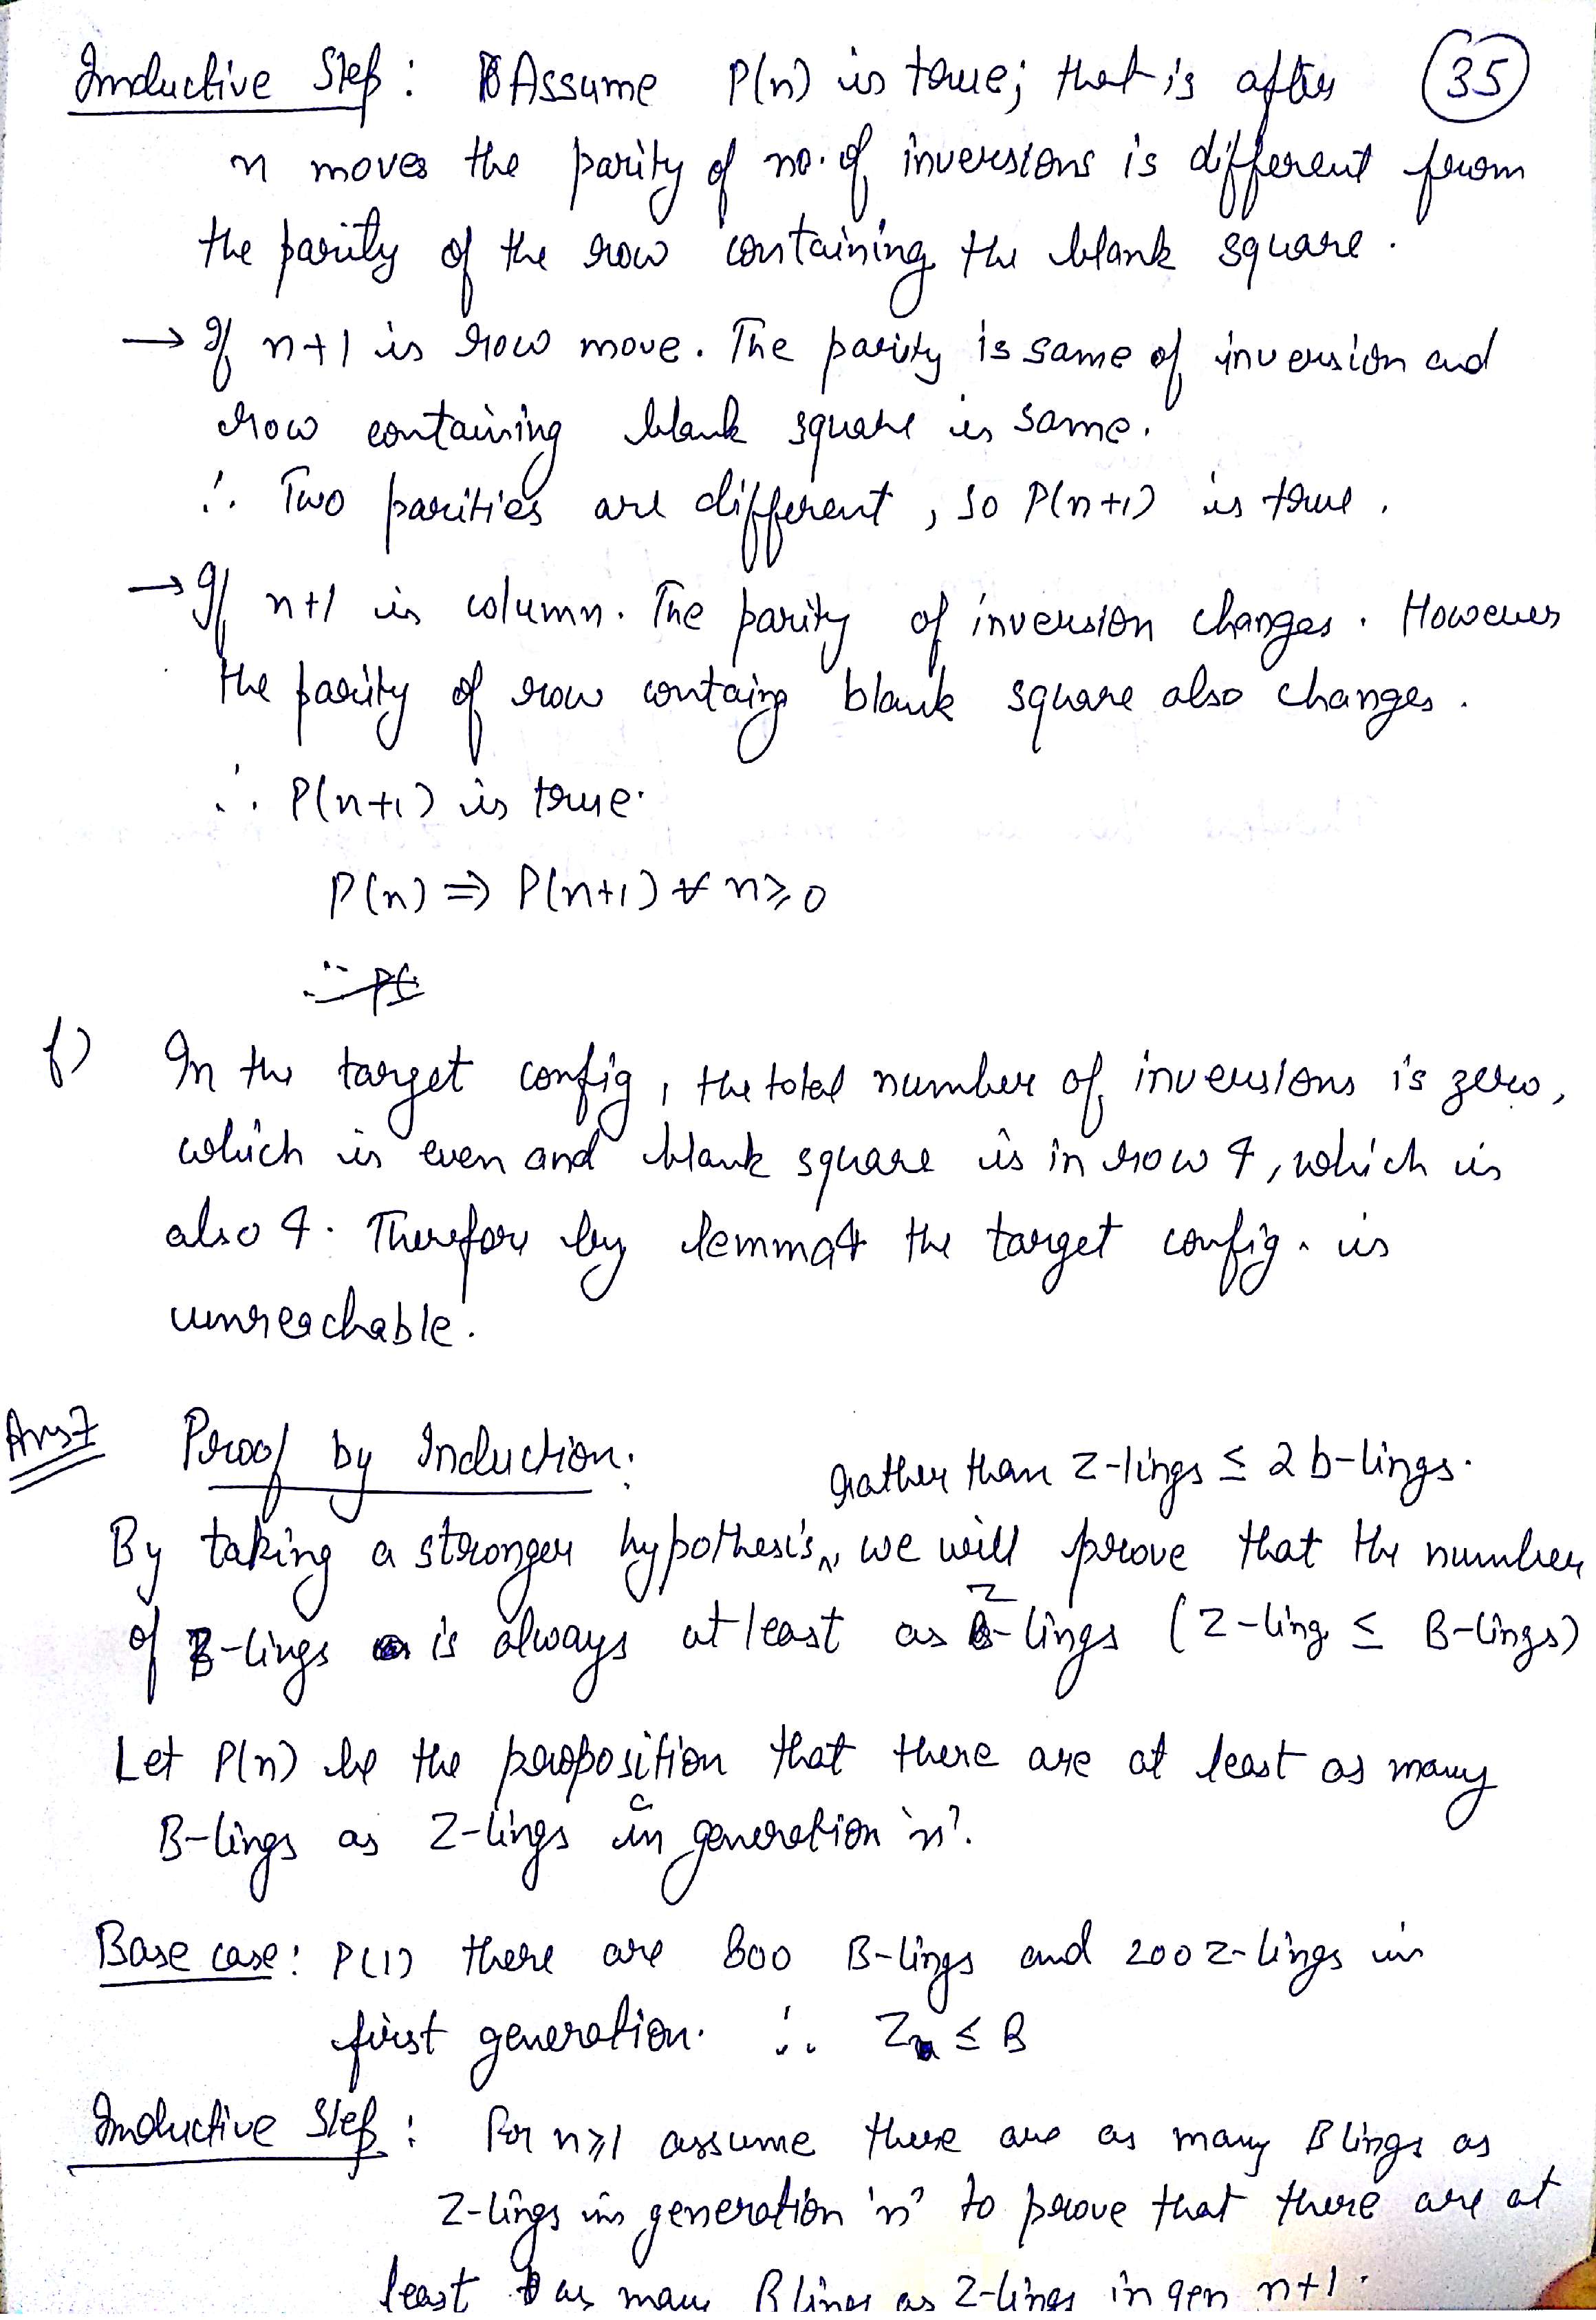 Inductive Step: Assume P(n) is true; that is after (35)
n moves the parity of no. of inversions is different from
the parity of the row containing the blank square.
→ If n+1 is row move. The parity is same of inversion and
row containing blank square is same.
∴ Two parities are different, so P(n+1) is true.
→ If n+1 is column. The parity of inversion changes. However
the parity of row containg blank square also changes.
∴ P(n+1) is true.
P(n) ⇒ P(n+1) ∀ n≥0
f) In the target config, the total number of inversions is zero,
which is even and blank square is in row 4, which is
also 4. Therefore by lemma4 the target config. is
unreachable.
Ans7 Proof by Induction:
rather than Z-lings ≤ 2 b-lings.
By taking a stronger hypothesis, we will prove that the number
of B-lings is always at least as Z-lings (Z-ling ≤ B-lings)
Let P(n) be the proposition that there are at least as many
B-lings as Z-lings in generation 'n'.
Base case: P(1) there are 800 B-lings and 200 Z-lings in
first generation. ∴ Z ≤ B
Inductive Step: For n≥1 assume there are as many B lings as
Z-lings in generation 'n' to prove that there are at
least as many B lings as Z-lings in gen n+1.